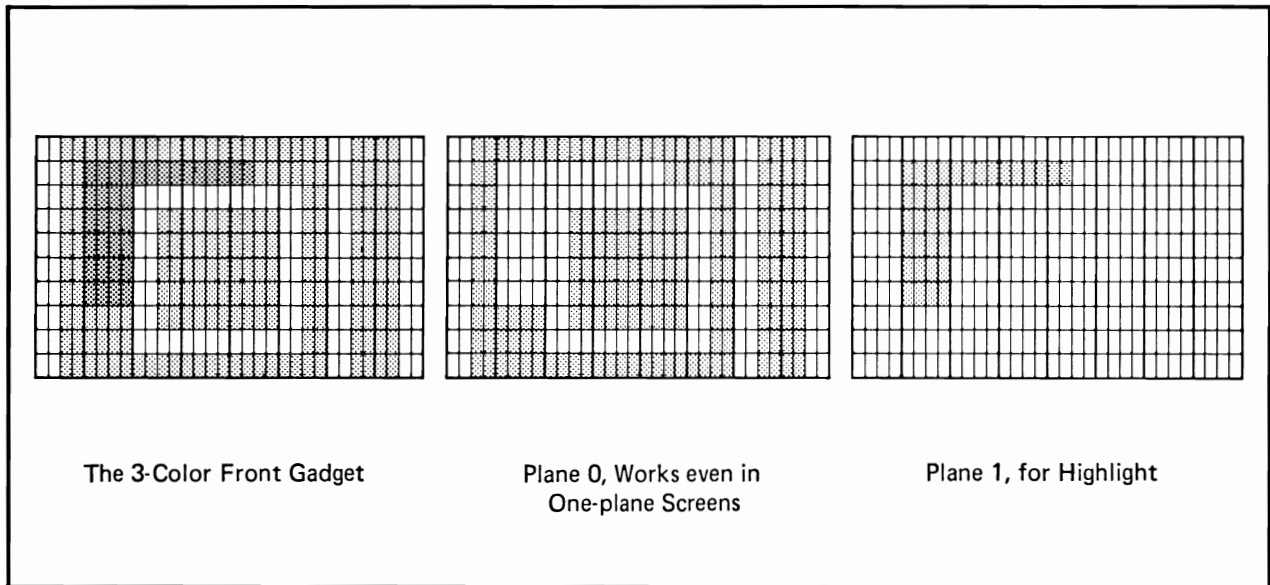 The 3-Color Front Gadget
Plane 0, Works even in
One-plane Screens
Plane 1, for Highlight